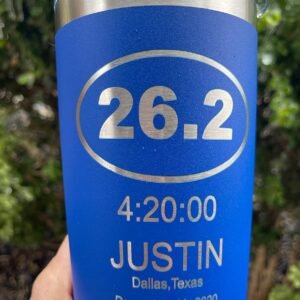 26.2
4:20:00
JUSTIN
Dallas, Texas